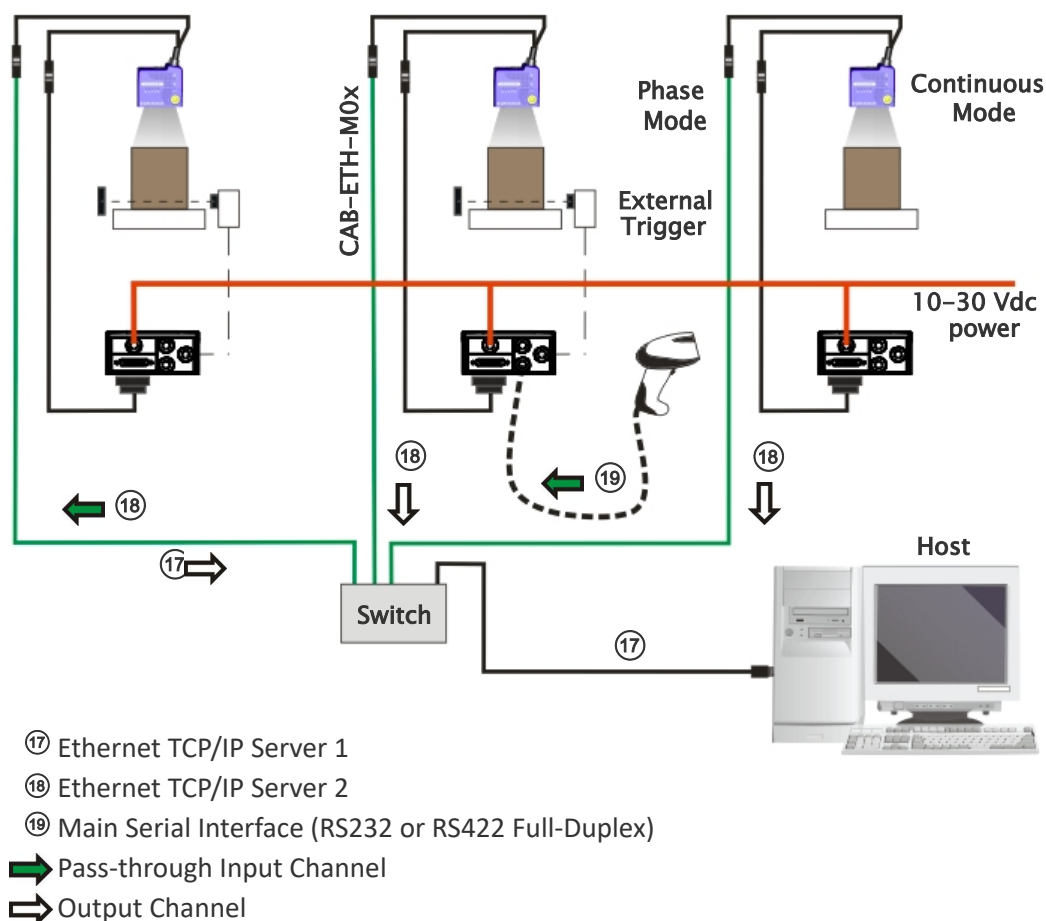 CAB-ETH-M0x
Phase
Mode
Continuous
Mode
External
Trigger
10-30 Vdc
power
18
19
18
18
17
Host
Switch
17
17 Ethernet TCP/IP Server 1
18 Ethernet TCP/IP Server 2
19 Main Serial Interface (RS232 or RS422 Full-Duplex)
Pass-through Input Channel
Output Channel